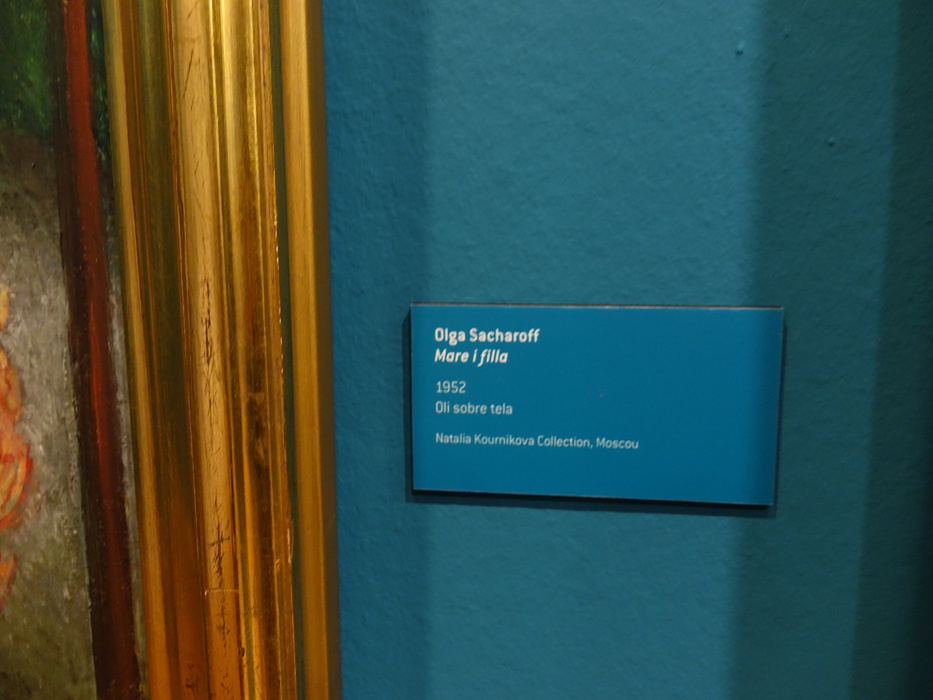 Olga Sacharoff
Mare i filla
1952
Oli sobre tela
Natalia Kournikova Collection, Moscou